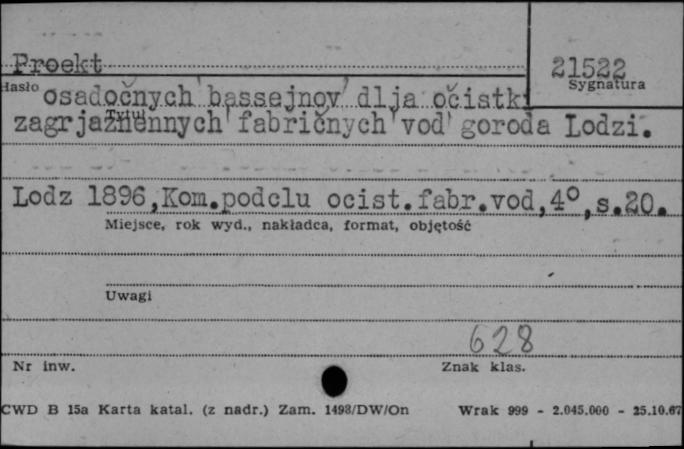 Proekt
21522
Hasło
Sygnatura
osadočnych bassejnov dlja očistki
Tytuł
zagrjaznennych fabričnych vod goroda Lodzi.
Lodz 1896,Kom.podclu ocist.fabr.vod,4°,s.20.
Miejsce, rok wyd., nakładca, format, objętość
Uwagi
628
Nr inw.
Znak klas.
CWD B 15a Karta katal. (z nadr.) Zam. 1498/DW/On
Wrak 999 - 2.045.000 - 25.10.67